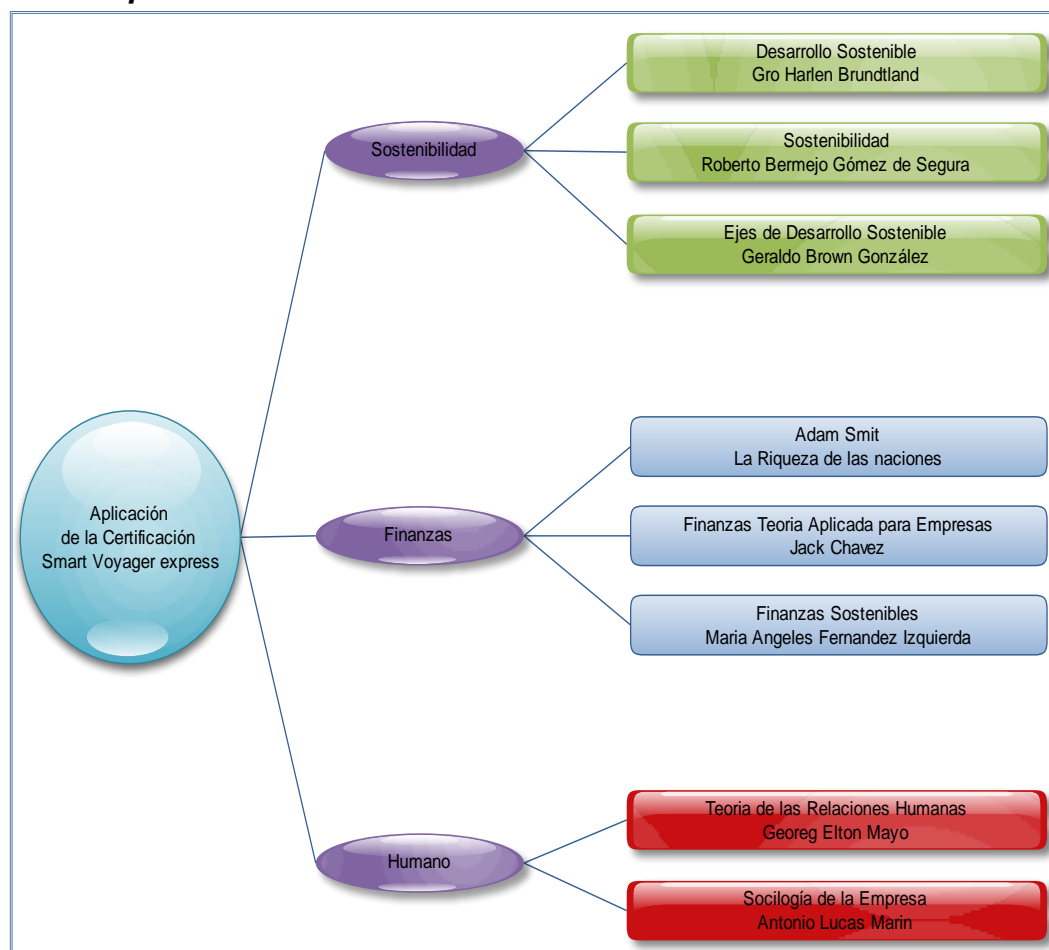 Desarrollo Sostenible
Gro Harlen Brundtland
Sostenibilidad
Sostenibilidad
Roberto Bermejo Gómez de Segura
Ejes de Desarrollo Sostenible
Geraldo Brown González
Aplicación
de la Certificación
Smart Voyager express
Adam Smit
La Riqueza de las naciones
Finanzas
Finanzas Teoria Aplicada para Empresas
Jack Chavez
Finanzas Sostenibles
Maria Angeles Fernandez Izquierda
Teoria de las Relaciones Humanas
Georeg Elton Mayo
Humano
Socilogía de la Empresa
Antonio Lucas Marin